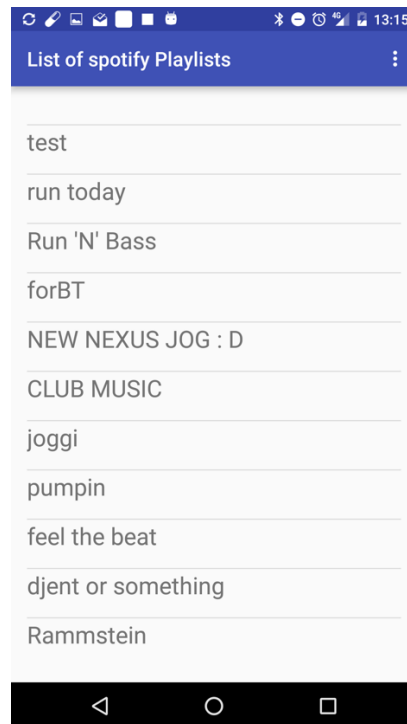 4G 13:15
List of spotify Playlists
test
run today
Run 'N' Bass
forBT
NEW NEXUS JOG : D
CLUB MUSIC
joggi
pumpin
feel the beat
djent or something
Rammstein